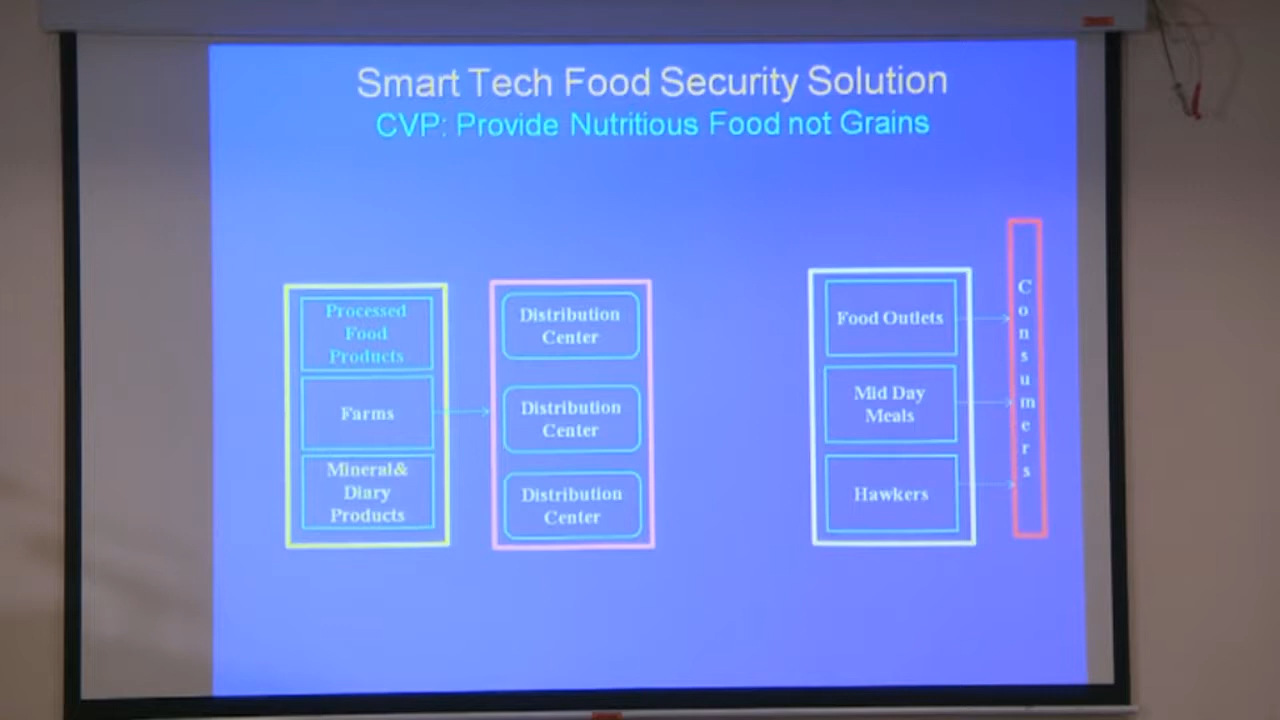 Smart Tech Food Security Solution
CVP: Provide Nutritious Food not Grains
Processed
Food
Products
Farms
Mineral&
Diary
Products
Distribution
Center
Distribution
Center
Distribution
Center
Food Outlets
Mid Day
Meals
Hawkers
Consumers